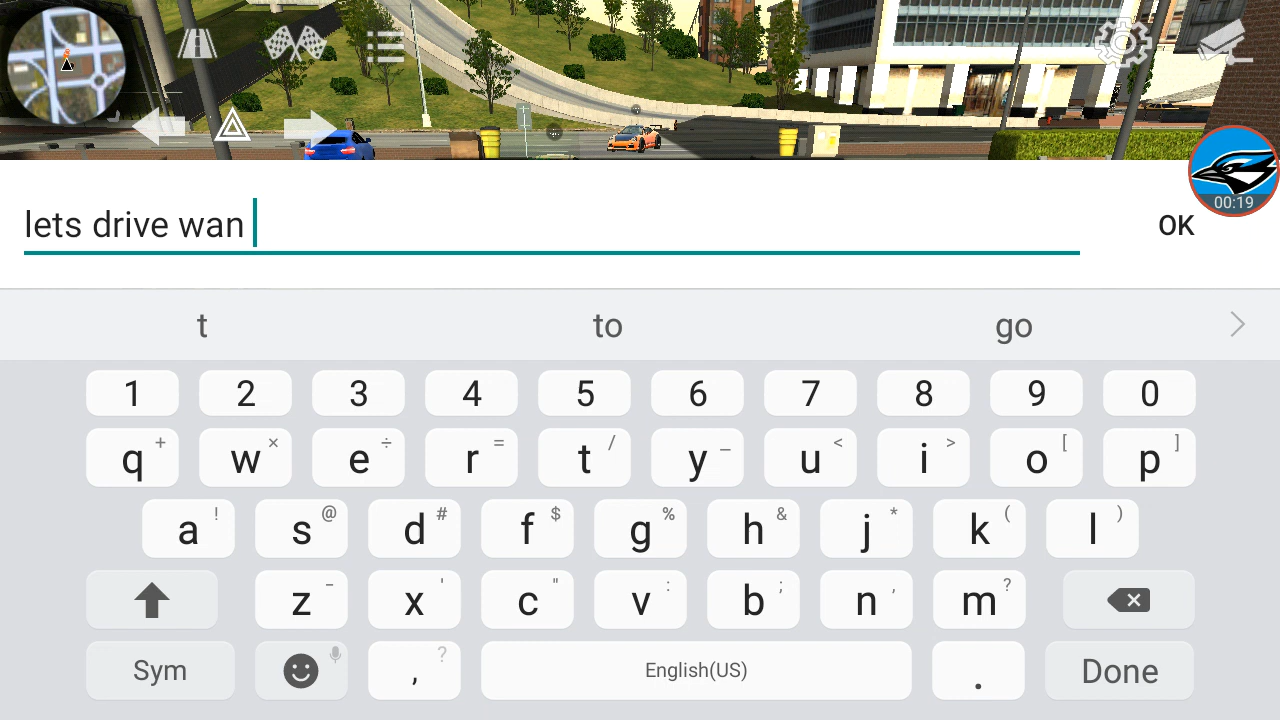 00:19
lets drive wan
OK
t to go
1 2 3 4 5 6 7 8 9 0
q + w × e ÷ r = t / y _ u < i > o [ p ]
a ! s @ d # f $ g % h & j * k ( l )
z - x ' c " v : b ; n , m ?
Sym , ? English(US) . Done